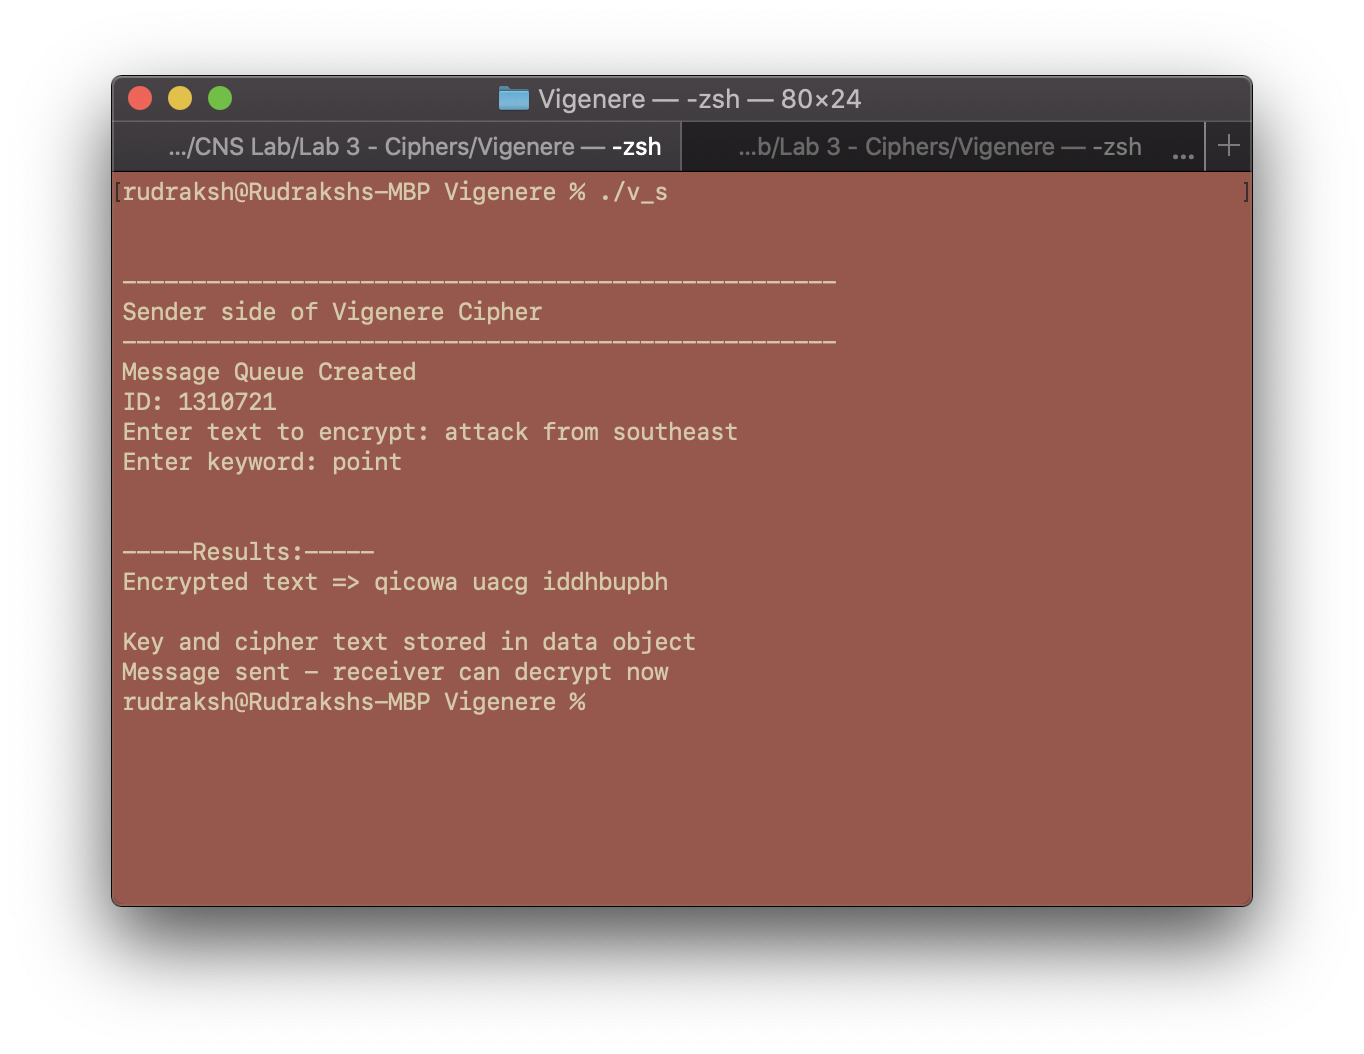 Vigenere — -zsh — 80×24
.../CNS Lab/Lab 3 - Ciphers/Vigenere — -zsh
...b/Lab 3 - Ciphers/Vigenere — -zsh ...
[rudraksh@Rudrakshs-MBP Vigenere % ./v_s ]
---------------------------------------------------
Sender side of Vigenere Cipher
---------------------------------------------------
Message Queue Created
ID: 1310721
Enter text to encrypt: attack from southeast
Enter keyword: point
-----Results:-----
Encrypted text => qicowa uacg iddhbupbh
Key and cipher text stored in data object
Message sent - receiver can decrypt now
rudraksh@Rudrakshs-MBP Vigenere %